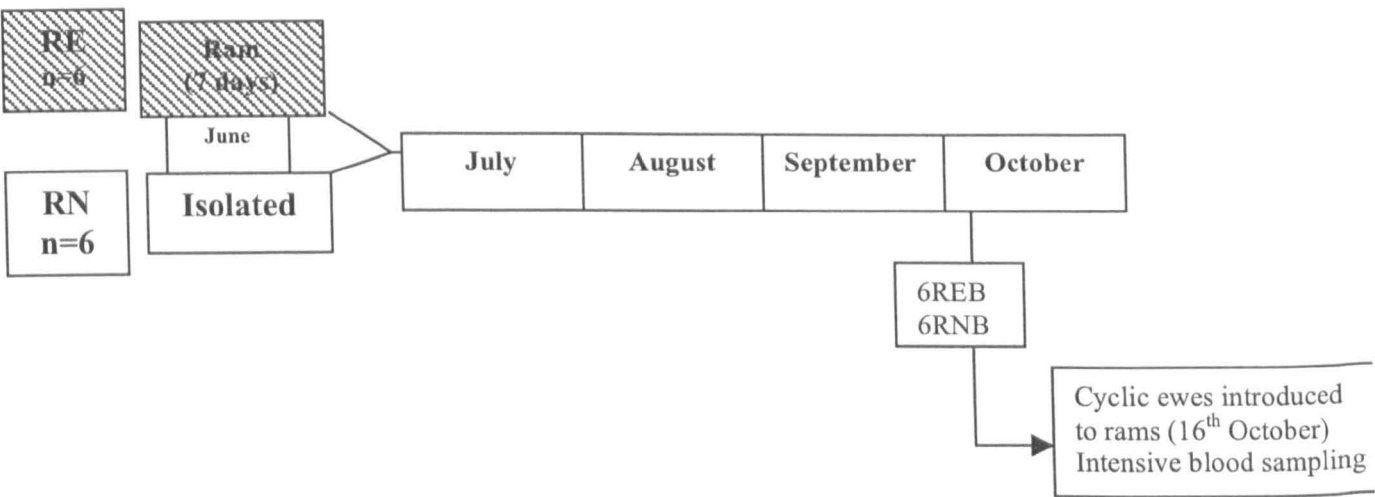 RE
n=6
Ram
(7 days)
June
RN
n=6
Isolated
July
August
September
October
6REB
6RNB
Cyclic ewes introduced
to rams (16th October)
Intensive blood sampling